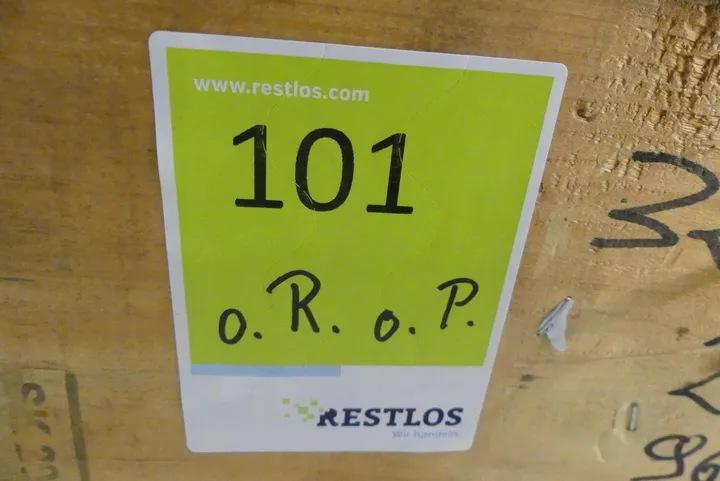 www.restlos.com
101
o. R. o. P.
RESTLOS
Wir handeln.